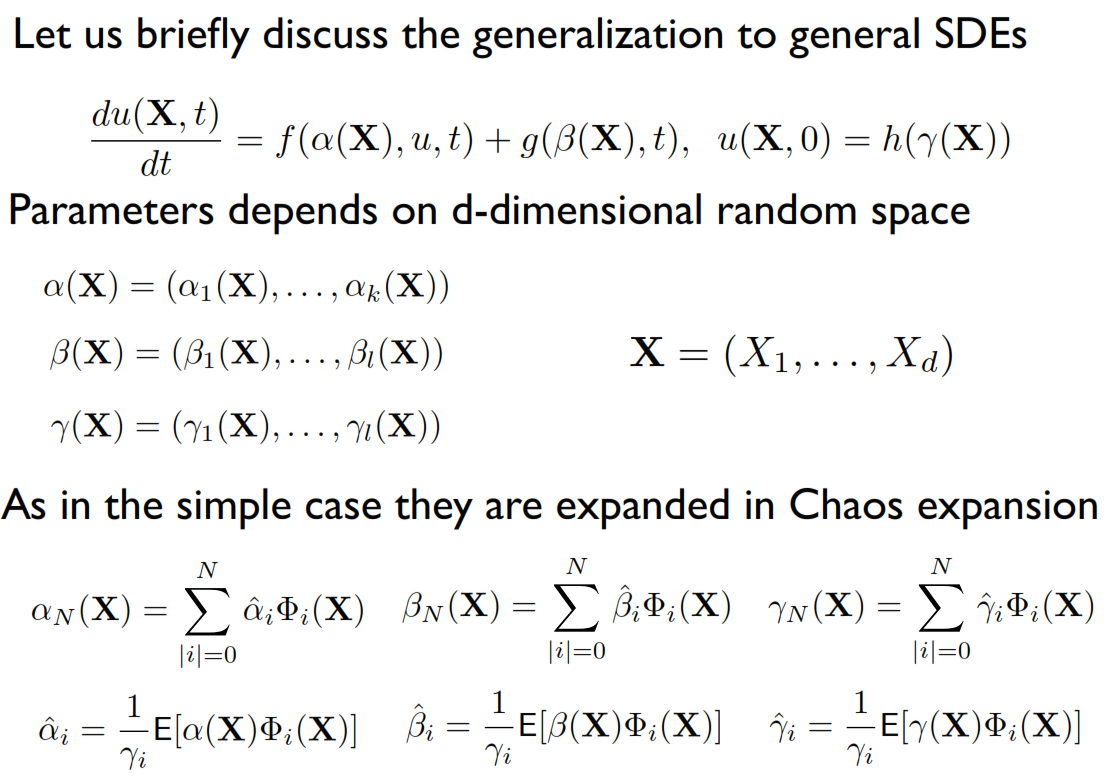 Let us briefly discuss the generalization to general SDEs
\frac{du(\mathbf{X}, t)}{dt} = f(\alpha(\mathbf{X}), u, t) + g(\beta(\mathbf{X}), t), \;\; u(\mathbf{X}, 0) = h(\gamma(\mathbf{X}))
Parameters depends on d-dimensional random space
\alpha(\mathbf{X}) = (\alpha_1(\mathbf{X}), \ldots, \alpha_k(\mathbf{X}))
\beta(\mathbf{X}) = (\beta_1(\mathbf{X}), \ldots, \beta_l(\mathbf{X})) \quad \mathbf{X} = (X_1, \ldots, X_d)
\gamma(\mathbf{X}) = (\gamma_1(\mathbf{X}), \ldots, \gamma_l(\mathbf{X}))
As in the simple case they are expanded in Chaos expansion
\alpha_N(\mathbf{X}) = \sum_{|i|=0}^{N} \hat{\alpha}_i \Phi_i(\mathbf{X}) \quad \beta_N(\mathbf{X}) = \sum_{|i|=0}^{N} \hat{\beta}_i \Phi_i(\mathbf{X}) \quad \gamma_N(\mathbf{X}) = \sum_{|i|=0}^{N} \hat{\gamma}_i \Phi_i(\mathbf{X})
\hat{\alpha}_i = \frac{1}{\gamma_i} \mathsf{E}[\alpha(\mathbf{X}) \Phi_i(\mathbf{X})] \quad \hat{\beta}_i = \frac{1}{\gamma_i} \mathsf{E}[\beta(\mathbf{X}) \Phi_i(\mathbf{X})] \quad \hat{\gamma}_i = \frac{1}{\gamma_i} \mathsf{E}[\gamma(\mathbf{X}) \Phi_i(\mathbf{X})]